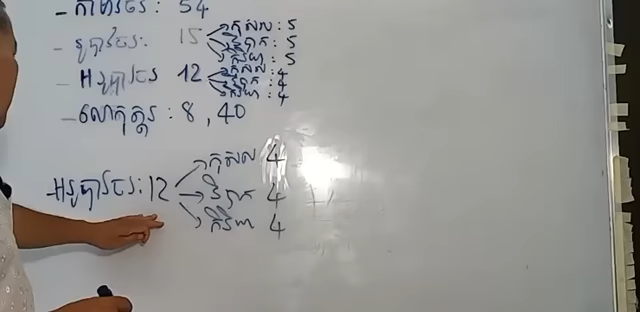 - កាមាវចរ : 54
- រូបាវចរ : 15 កុសល : 5
វិបាក : 5
កិរិយា : 5
- អរូបាវចរ 12 កុសល : 4
វិបាក : 4
កិរិយា : 4
- លោកុត្តរ : 8 , 40
អរូបាវចរ : 12 កុសល 4
វិបាក 4
កិរិយា 4